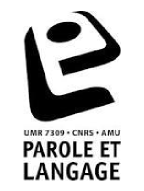 UMR 7309 • CNRS • AMU
PAROLE ET
LANGAGE